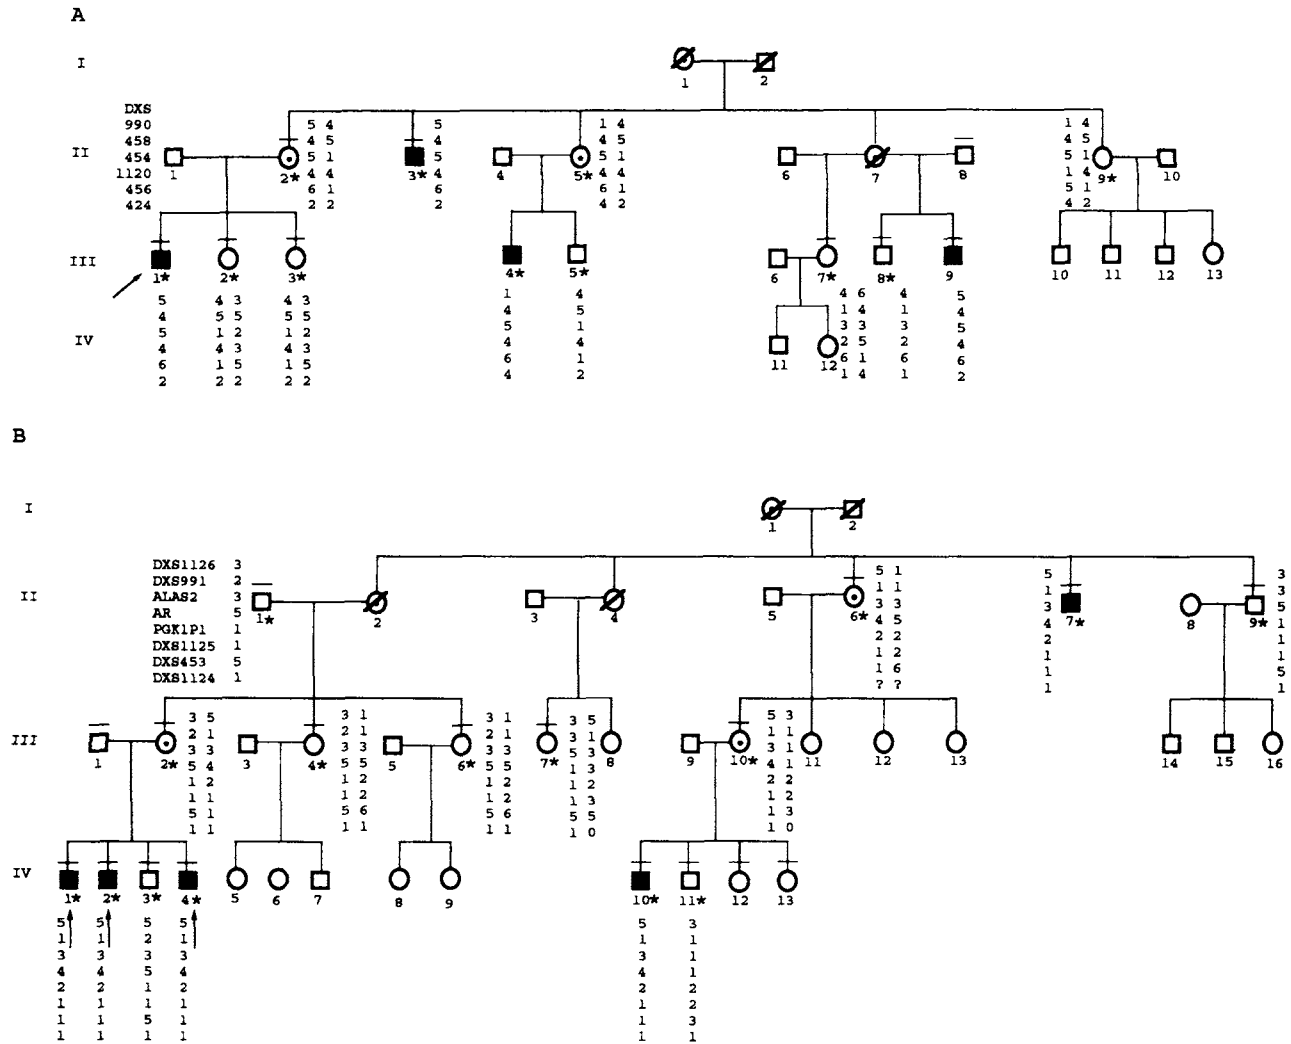 A
I
1 2
DXS
990 5 4 5 1 4 1 4
458 4 5 4 4 5 4 5
II 454 5 1 5 5 1 5 1
1120 4 4 4 4 4 1 4
456 6 1 6 6 1 5 1
424 2 2 2 4 2 4 2
1 2* 3* 4 5* 6 7 8 9* 10
III
1* 2* 3* 4* 5* 6 7* 8* 9 10 11 12 13
5 4 3 4 3 1 4 4 6 4 5
4 5 5 5 5 4 5 1 4 1 4
5 1 2 1 2 5 1 3 3 3 5
IV
4 4 3 4 3 4 4 2 5 2 4
6 1 5 1 5 6 1 6 1 6 6
2 2 2 2 2 4 2 1 4 1 2
11 12
B
I
1 2
DXS1126 3 5 1 5 3
DXS991 2 1 1 1 3
II ALAS2 3 3 3 3 5
AR 5 4 5 4 1
PGK1P1 1 2 2 2 1
DXS1125 1 1 2 1 1
DXS453 5 1 6 1 5
DXS1124 1 ? ? 1 1
1* 2 3 4 5 6* 7* 8 9*
III
1 2* 3 4* 5 6* 7* 8 9 10* 11 12 13 14 15 16
3 5 3 1 3 1 3 5 5 3
2 1 2 1 2 1 3 1 1 1
3 3 3 3 3 3 5 3 3 1
5 4 5 5 5 5 1 3 4 1
1 2 1 2 1 2 1 2 2 2
1 1 1 2 1 2 1 3 1 2
5 1 5 6 5 6 5 5 1 3
1 1 1 1 1 1 1 0 1 0
IV
1* 2* 3* 4* 5 6 7 8 9 10* 11* 12 13
5 5 5 5 5 3
1 1 2 1 1 1
3 3 3 3 3 1
4 4 5 4 4 1
2 2 1 2 2 2
1 1 1 1 1 2
1 1 5 1 1 3
1 1 1 1 1 1